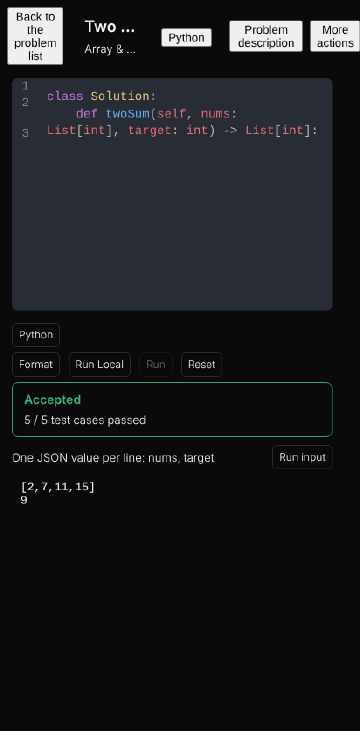 Back to
the
problem
list
Two ...
Array & ...
Python
Problem
description
More
actions
1
class Solution:
2
def twoSum(self, nums:
List[int], target: int) -> List[int]:
3
Python
Format
Run Local
Run
Reset
Accepted
5 / 5 test cases passed
One JSON value per line: nums, target
Run input
[2,7,11,15]
9